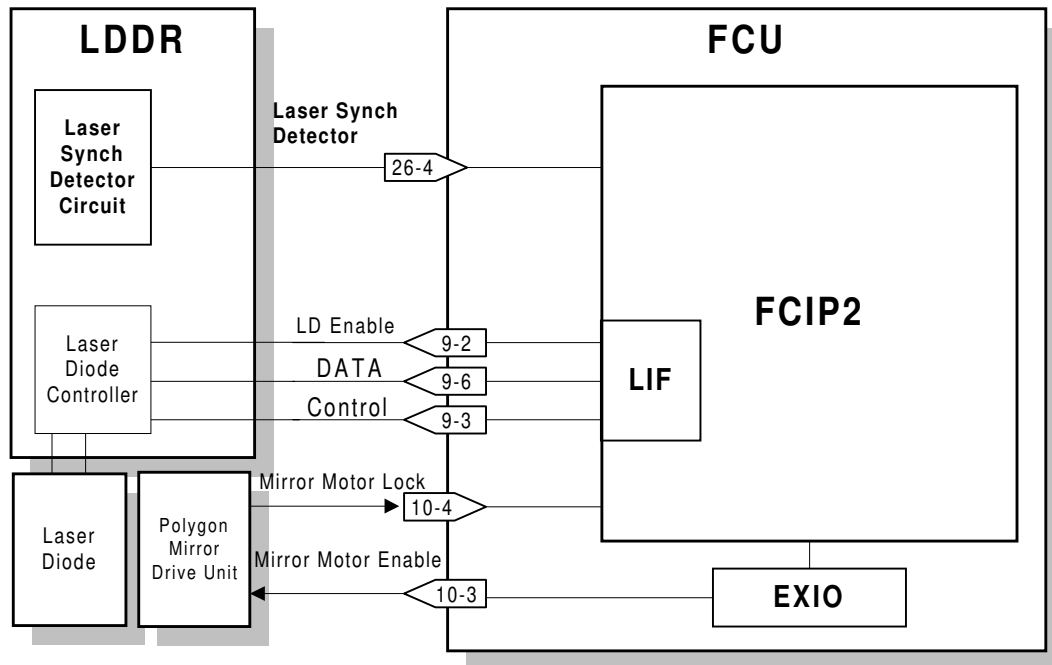 LDDR
FCU
Laser
Synch
Detector
Circuit
Laser Synch
Detector
26-4
FCIP2
Laser
Diode
Controller
LD Enable
9-2
DATA
9-6
Control
9-3
LIF
Laser
Diode
Polygon
Mirror
Drive Unit
Mirror Motor Lock
10-4
Mirror Motor Enable
10-3
EXIO